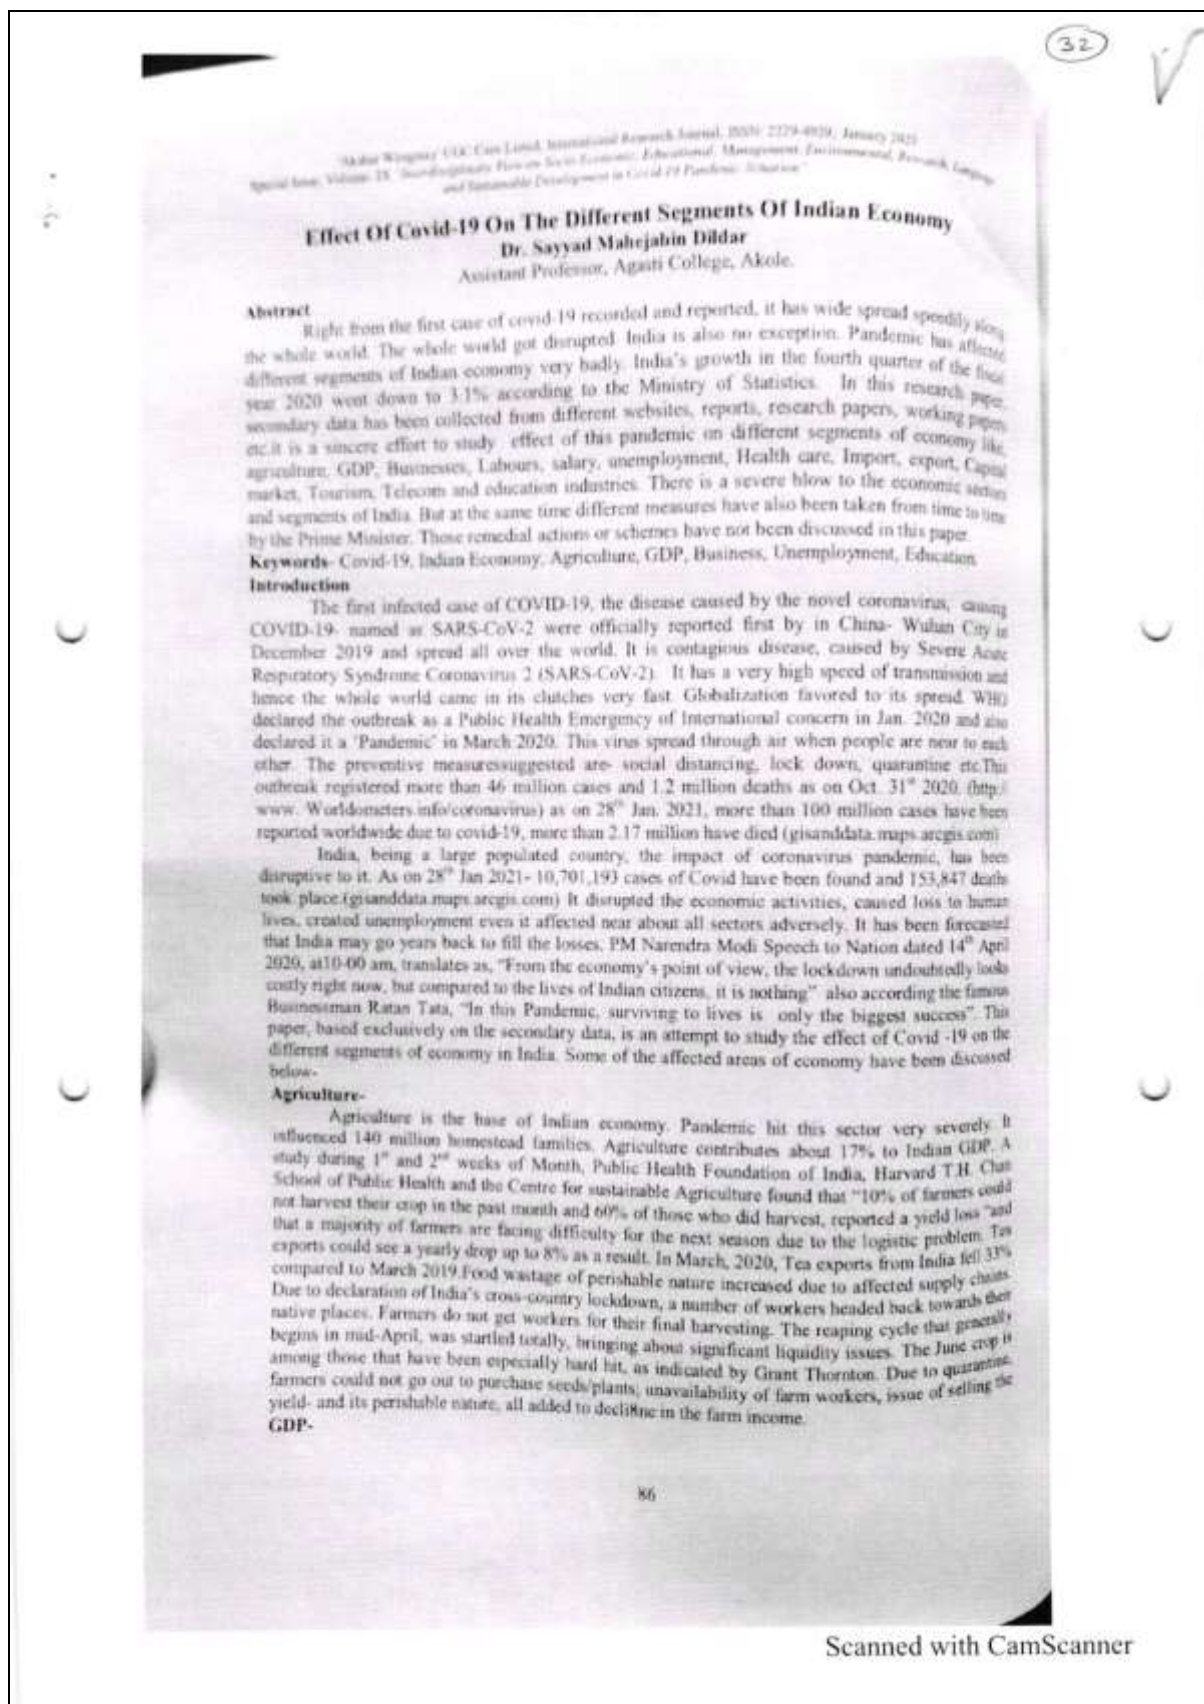 32
Wangmay' UGC Care Listed, International Research Journal, ISSN: 2229-4929, January 2021
Special Issue, Volume- "Interdisciplinary View on Socio Economic, Educational, Management, Environmental, Research, Language
and Sustainable Development in Covid-19 Pandemic Situation"
Effect Of Covid-19 On The Different Segments Of Indian Economy
Dr. Sayyad Mahejabin Dildar
Assistant Professor, Agasti College, Akole.
Abstract
Right from the first case of covid-19 recorded and reported, it has wide spread speedily along
the whole world. The whole world got disrupted. India is also no exception. Pandemic has affected
different segments of Indian economy very badly. India's growth in the fourth quarter of the fiscal
year 2020 went down to 3.1% according to the Ministry of Statistics. In this research paper,
secondary data has been collected from different websites, reports, research papers, working papers
etc.it is a sincere effort to study effect of this pandemic on different segments of economy like,
agriculture, GDP, Businesses, Labours, salary, unemployment, Health care, Import, export, Capital
market, Tourism, Telecom and education industries. There is a severe blow to the economic sectors
and segments of India. But at the same time different measures have also been taken from time to time
by the Prime Minister. Those remedial actions or schemes have not been discussed in this paper.
Keywords- Covid-19, Indian Economy, Agriculture, GDP, Business, Unemployment, Education
Introduction
The first infected case of COVID-19, the disease caused by the novel coronavirus, causing
COVID-19- named as SARS-CoV-2 were officially reported first by in China- Wuhan City in
December 2019 and spread all over the world. It is contagious disease, caused by Severe Acute
Respiratory Syndrome Coronavirus 2 (SARS-CoV-2). It has a very high speed of transmission and
hence the whole world came in its clutches very fast. Globalization favored to its spread. WHO
declared the outbreak as a Public Health Emergency of International concern in Jan. 2020 and also
declared it a 'Pandemic' in March 2020. This virus spread through air when people are near to each
other. The preventive measuressuggested are- social distancing, lock down, quarantine etc.This
outbreak registered more than 46 million cases and 1.2 million deaths as on Oct. 31st 2020. (http:/
www. Worldometers.info/coronavirus) as on 28th Jan. 2021, more than 100 million cases have been
reported worldwide due to covid-19, more than 2.17 million have died (gisanddata.maps.arcgis.com)
India, being a large populated country, the impact of coronavirus pandemic, has been
disruptive to it. As on 28th Jan 2021- 10,701,193 cases of Covid have been found and 153,847 deaths
took place.(gisanddata.maps.arcgis.com) It disrupted the economic activities, caused loss to human
lives, created unemployment even it affected near about all sectors adversely. It has been forecasted
that India may go years back to fill the losses. PM Narendra Modi Speech to Nation dated 14th April
2020, at10-00 am, translates as, "From the economy's point of view, the lockdown undoubtedly looks
costly right now, but compared to the lives of Indian citizens, it is nothing" also according the famous
Businessman Ratan Tata, "In this Pandemic, surviving to lives is only the biggest success". This
paper, based exclusively on the secondary data, is an attempt to study the effect of Covid -19 on the
different segments of economy in India. Some of the affected areas of economy have been discussed
below-
Agriculture-
Agriculture is the base of Indian economy. Pandemic hit this sector very severely. It
influenced 140 million homestead families. Agriculture contributes about 17% to Indian GDP. A
study during 1st and 2nd weeks of Month, Public Health Foundation of India, Harvard T.H. Chan
School of Public Health and the Centre for sustainable Agriculture found that "10% of farmers could
not harvest their crop in the past month and 60% of those who did harvest, reported a yield loss "and
that a majority of farmers are facing difficulty for the next season due to the logistic problem. Tea
exports could see a yearly drop up to 8% as a result. In March, 2020, Tea exports from India fell 33%
compared to March 2019.Food wastage of perishable nature increased due to affected supply chains.
Due to declaration of India's cross-country lockdown, a number of workers headed back towards their
native places. Farmers do not get workers for their final harvesting. The reaping cycle that generally
begins in mid-April, was startled totally, bringing about significant liquidity issues. The June crop is
among those that have been especially hard hit, as indicated by Grant Thornton. Due to quarantine,
farmers could not go out to purchase seeds/plants; unavailability of farm workers, issue of selling the
yield- and its perishable nature, all added to decli8ne in the farm income.
GDP-
86
Scanned with CamScanner